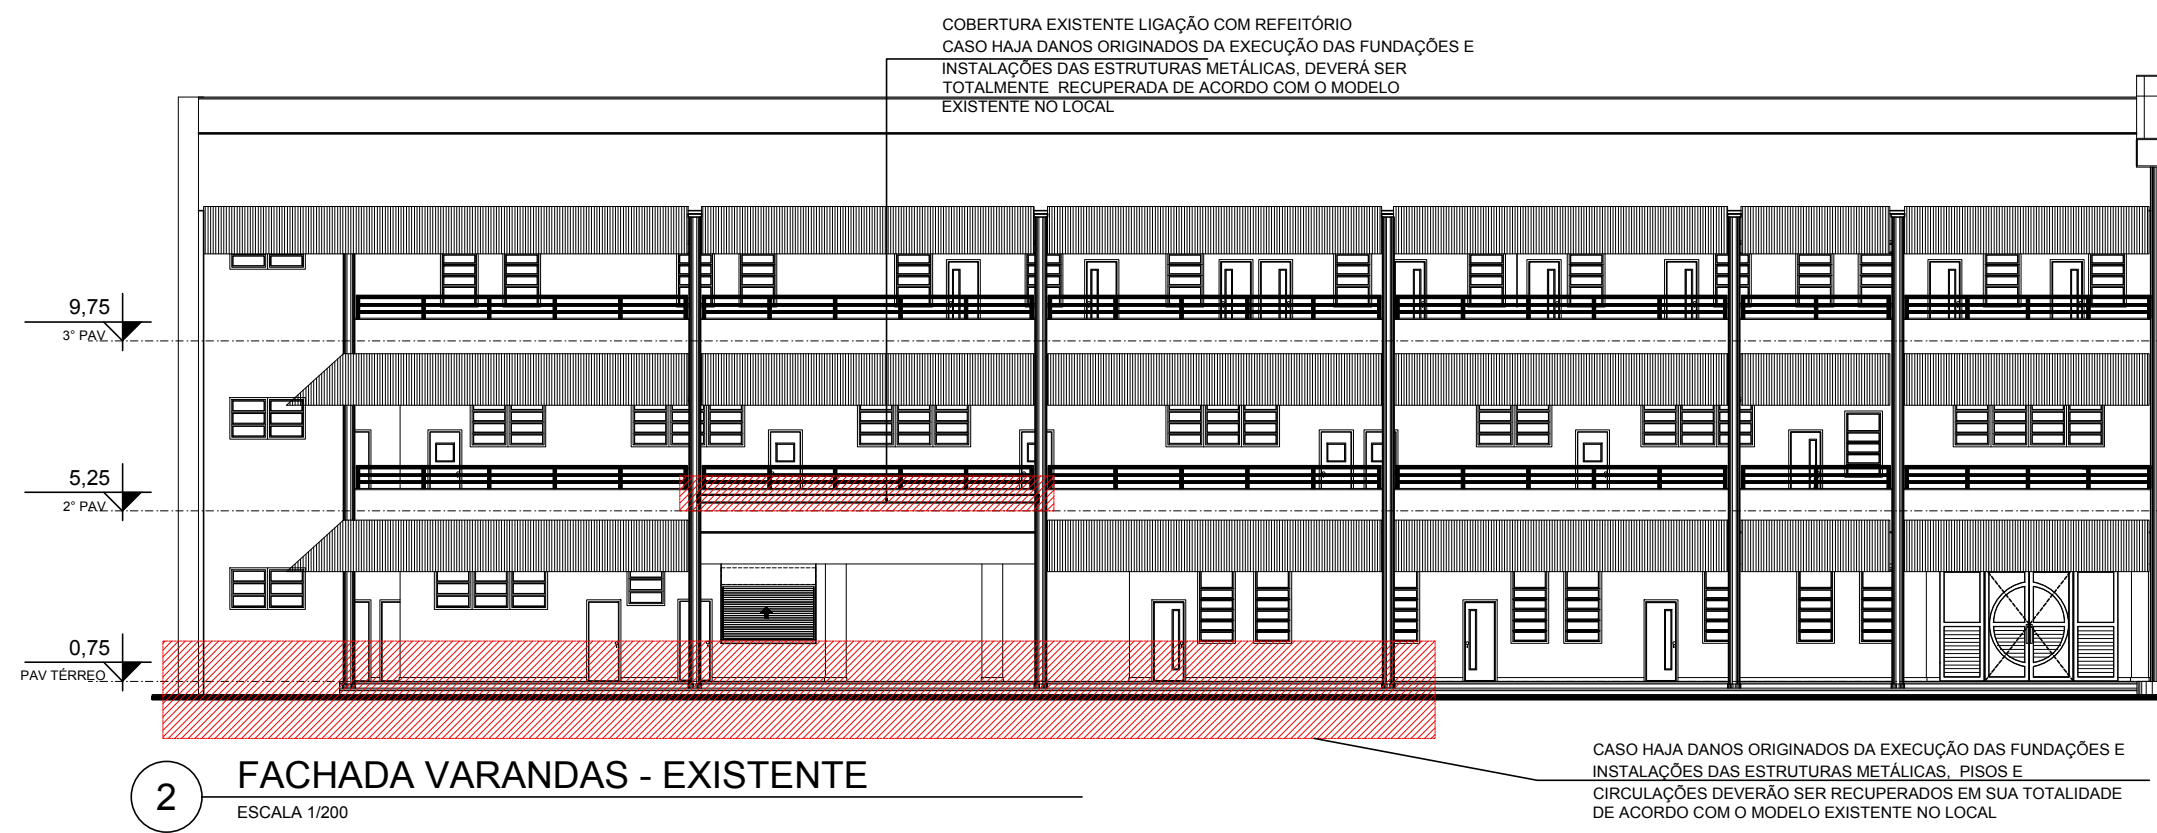 COBERTURA EXISTENTE LIGAÇÃO COM REFEITÓRIO
CASO HAJA DANOS ORIGINADOS DA EXECUÇÃO DAS FUNDAÇÕES E
INSTALAÇÕES DAS ESTRUTURAS METÁLICAS, DEVERÁ SER
TOTALMENTE RECUPERADA DE ACORDO COM O MODELO
EXISTENTE NO LOCAL
9,75
3° PAV
5,25
2° PAV
0,75
PAV TÉRREO
2
FACHADA VARANDAS - EXISTENTE
ESCALA 1/200
CASO HAJA DANOS ORIGINADOS DA EXECUÇÃO DAS FUNDAÇÕES E
INSTALAÇÕES DAS ESTRUTURAS METÁLICAS, PISOS E
CIRCULAÇÕES DEVERÃO SER RECUPERADOS EM SUA TOTALIDADE
DE ACORDO COM O MODELO EXISTENTE NO LOCAL